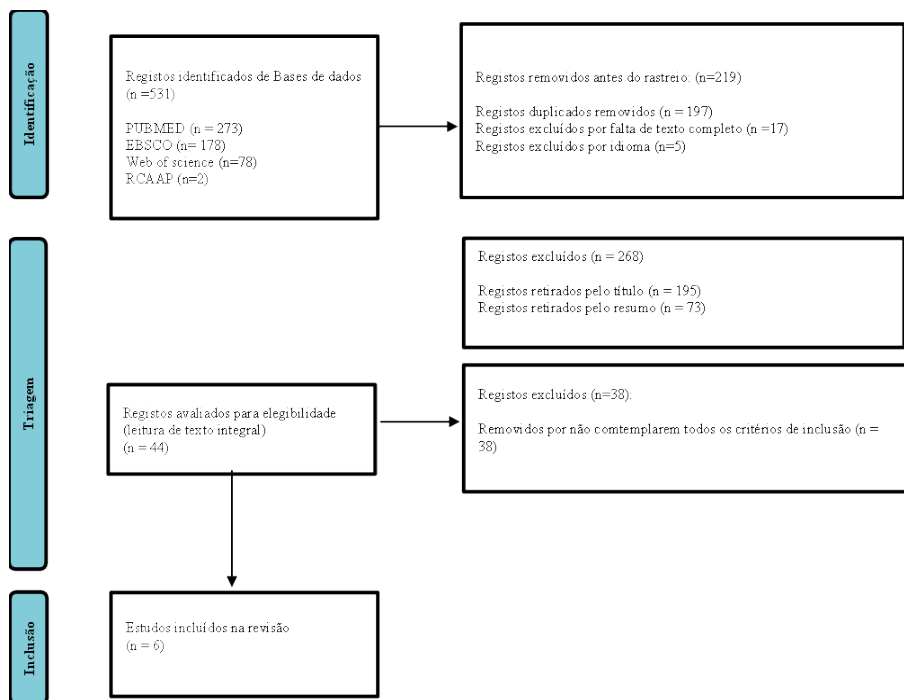 Identificação
Registos identificados de Bases de dados
(n =531)
PUBMED (n = 273)
EBSCO (n = 178)
Web of science (n=78)
RCAAP (n=2)
Registos removidos antes do rastreio: (n=219)
Registos duplicados removidos (n = 197)
Registos excluídos por falta de texto completo (n =17)
Registos excluídos por idioma (n=5)
Triagem
Registos excluídos (n = 268)
Registos retirados pelo título (n = 195)
Registos retirados pelo resumo (n = 73)
Registos avaliados para elegibilidade
(leitura de texto integral)
(n = 44)
Registos excluídos (n=38):
Removidos por não comtemplarem todos os critérios de inclusão (n =
38)
Inclusão
Estudos incluídos na revisão
(n = 6)